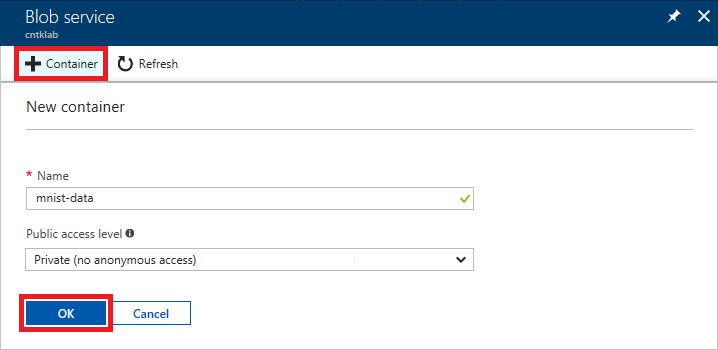 Blob service
cntklab
Container
Refresh
New container
* Name
mnist-data
Public access level
Private (no anonymous access)
OK
Cancel